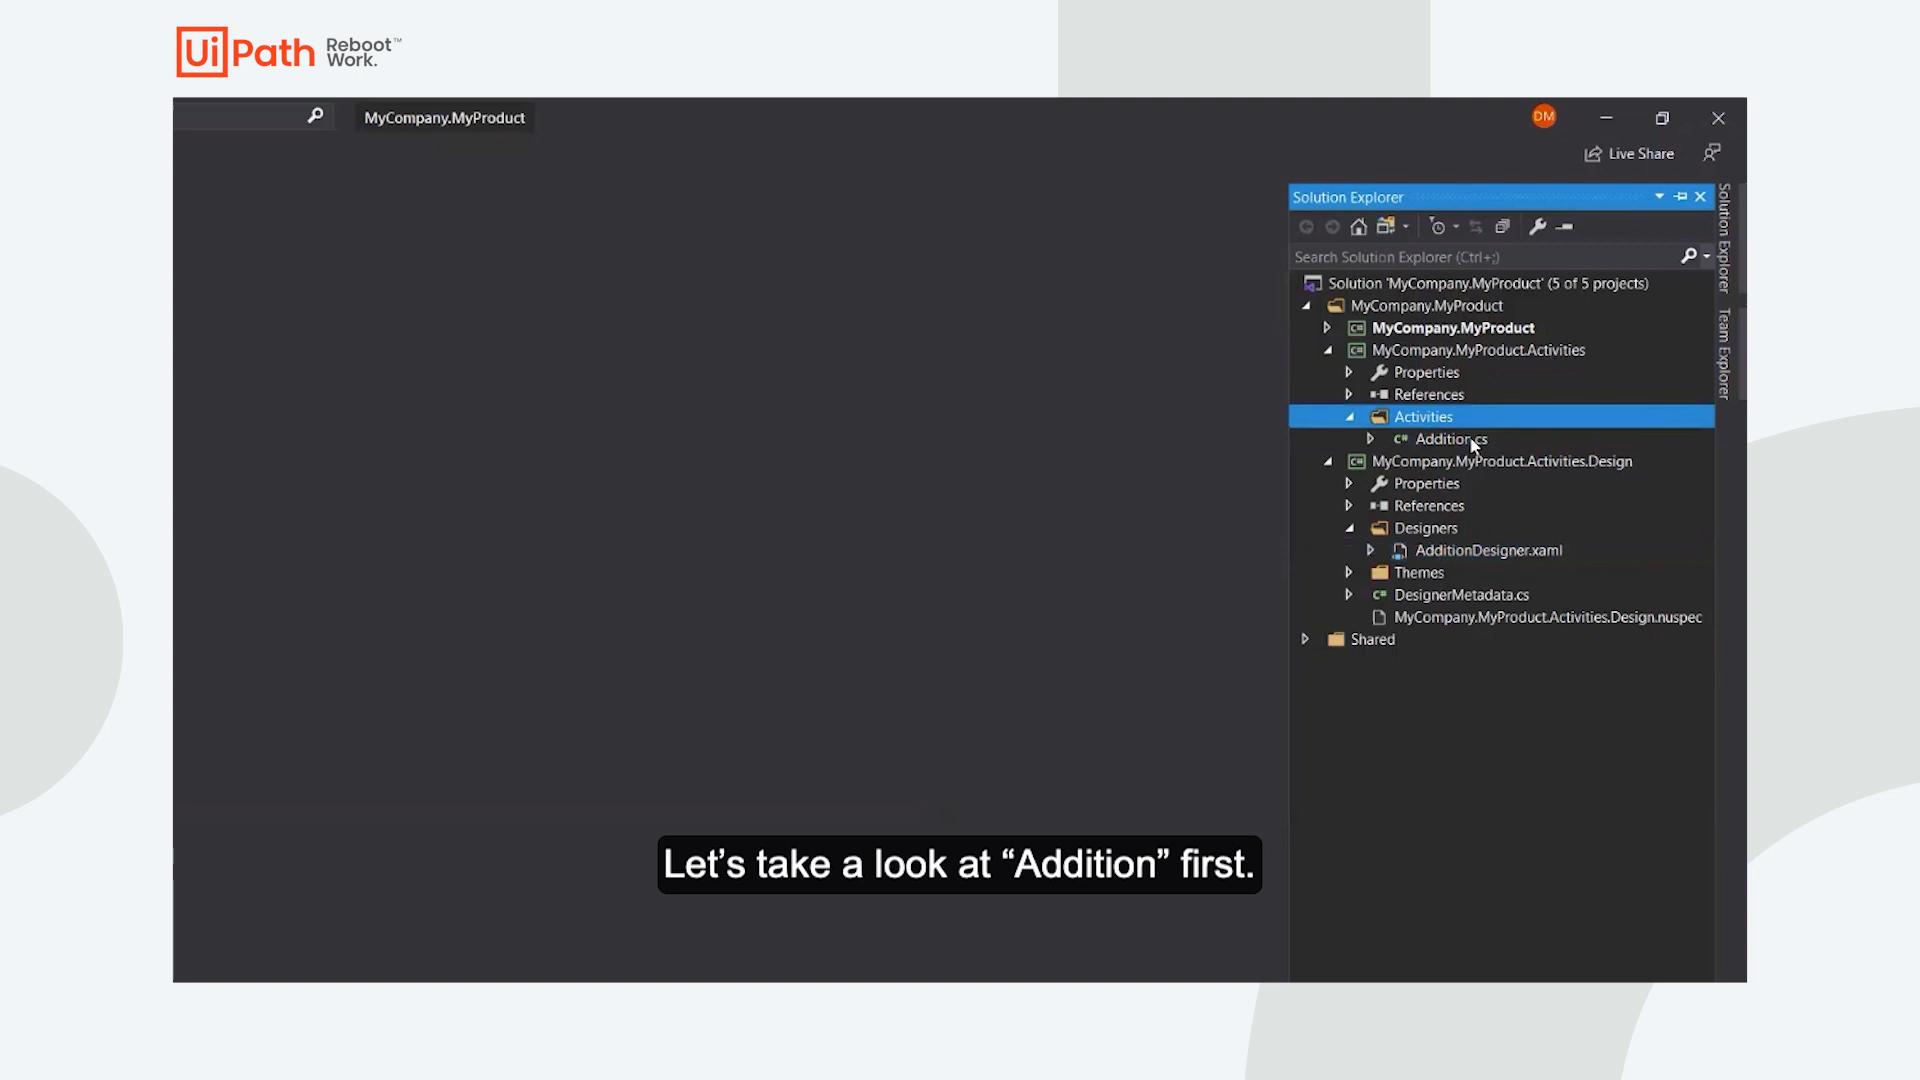 UiPath Reboot™
Work.
MyCompany.MyProduct
DM
Live Share
Solution Explorer
Search Solution Explorer (Ctrl+;)
Solution 'MyCompany.MyProduct' (5 of 5 projects)
MyCompany.MyProduct
C# MyCompany.MyProduct
C# MyCompany.MyProduct.Activities
Properties
References
Activities
C# Addition.cs
C# MyCompany.MyProduct.Activities.Design
Properties
References
Designers
AdditionDesigner.xaml
Themes
C# DesignerMetadata.cs
MyCompany.MyProduct.Activities.Design.nuspec
Shared
Solution Explorer
Team Explorer
Let’s take a look at “Addition” first.